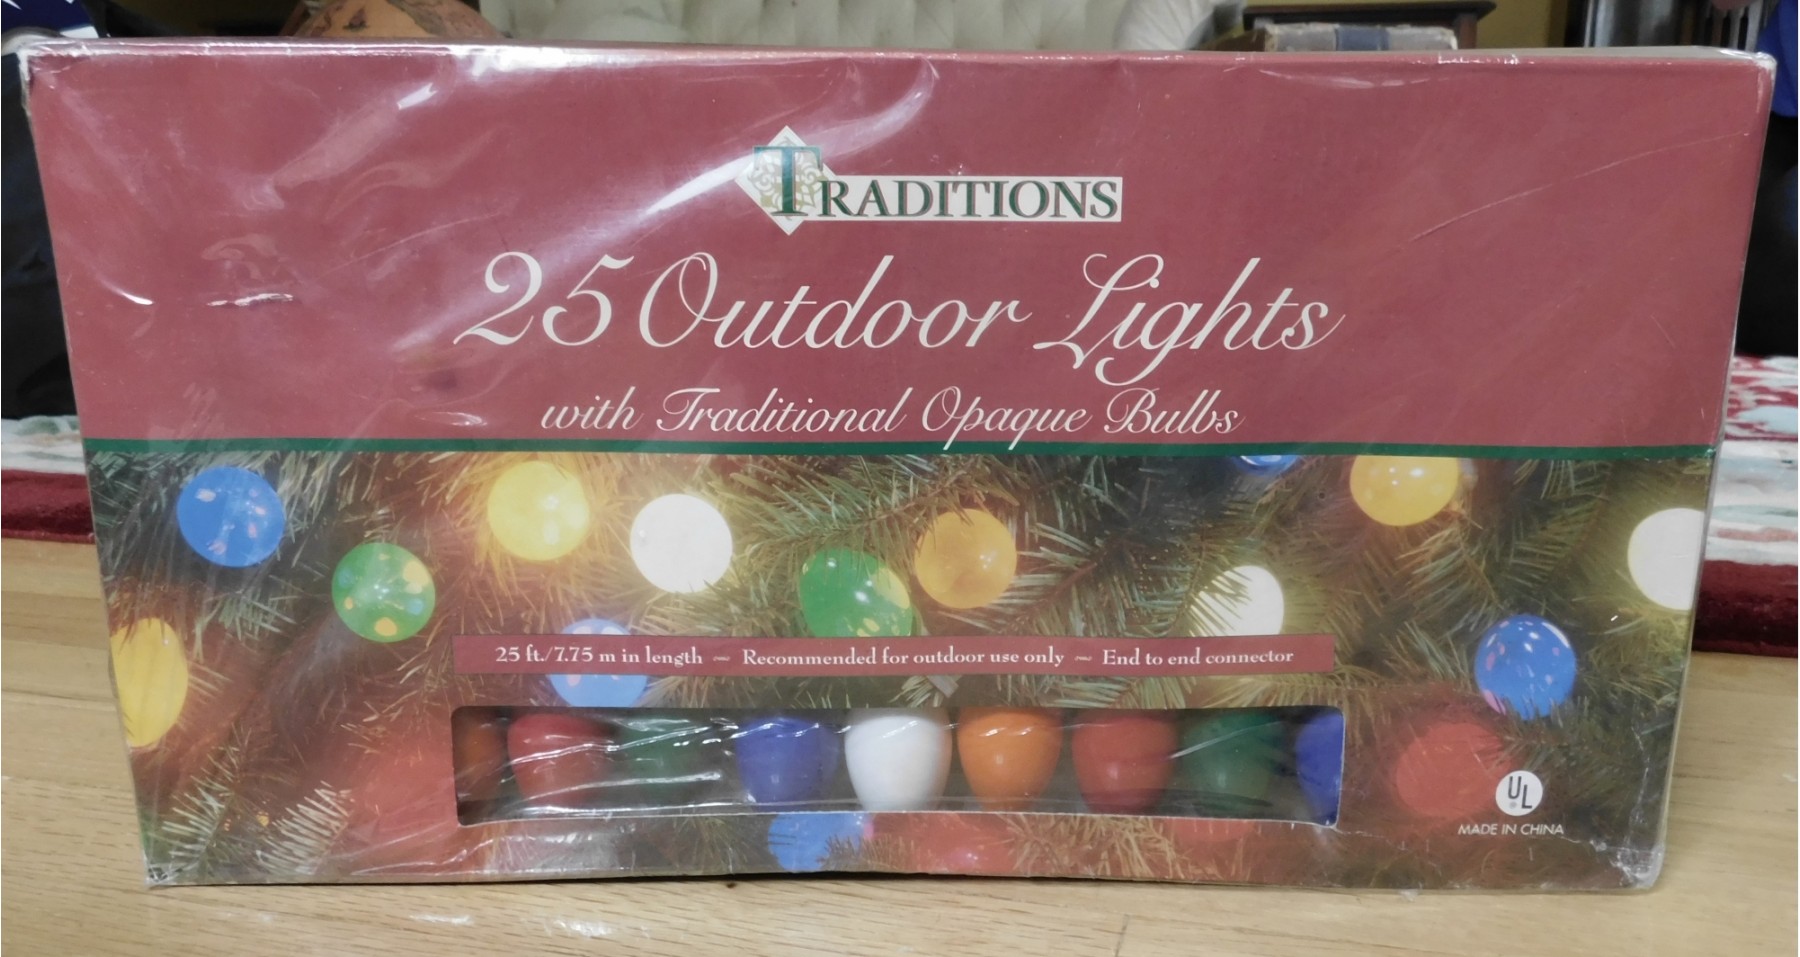 TRADITIONS
25 Outdoor Lights
with Traditional Opaque Bulbs
25 ft./7.75 m in length ~ Recommended for outdoor use only ~ End to end connector
UL
MADE IN CHINA